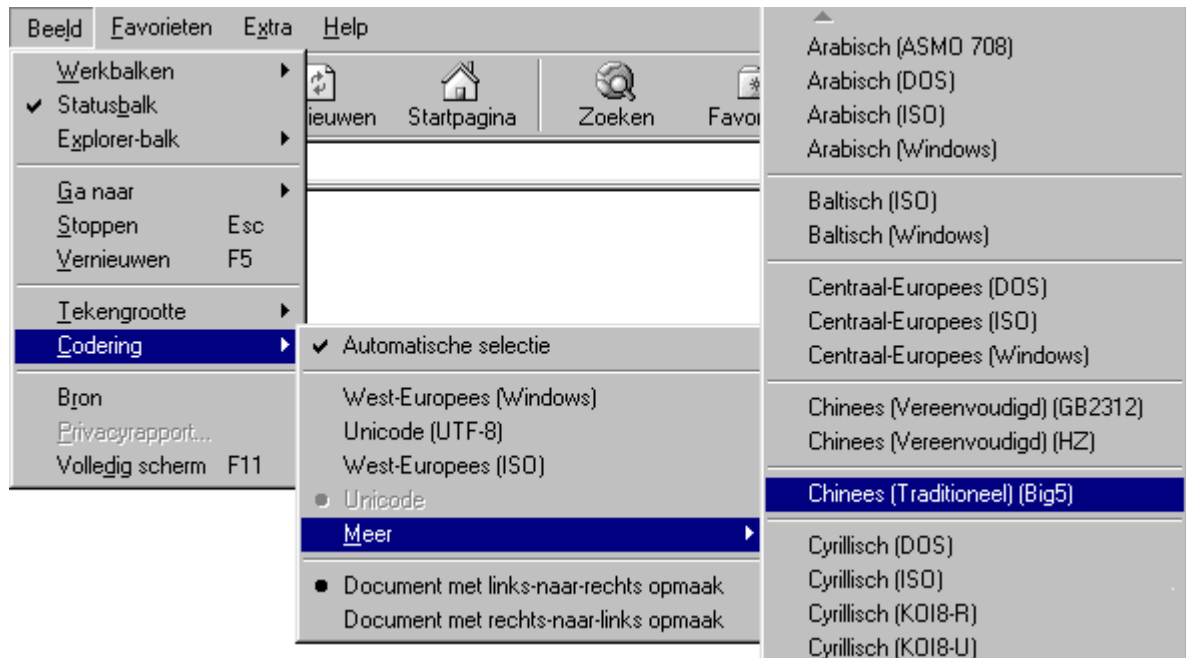 Beeld Favorieten Extra Help
Werkbalken
Statusbalk
Explorer-balk
Ga naar
Stoppen Esc
Vernieuwen F5
Tekengrootte
Codering
Bron
Privacyrapport...
Volledig scherm F11
ieuwen Startpagina Zoeken Favo
Automatische selectie
West-Europees (Windows)
Unicode (UTF-8)
West-Europees (ISO)
Unicode
Meer
Document met links-naar-rechts opmaak
Document met rechts-naar-links opmaak
Arabisch (ASMO 708)
Arabisch (DOS)
Arabisch (ISO)
Arabisch (Windows)
Baltisch (ISO)
Baltisch (Windows)
Centraal-Europees (DOS)
Centraal-Europees (ISO)
Centraal-Europees (Windows)
Chinees (Vereenvoudigd) (GB2312)
Chinees (Vereenvoudigd) (HZ)
Chinees (Traditioneel) (Big5)
Cyrillisch (DOS)
Cyrillisch (ISO)
Cyrillisch (KOI8-R)
Cyrillisch (KOI8-U)